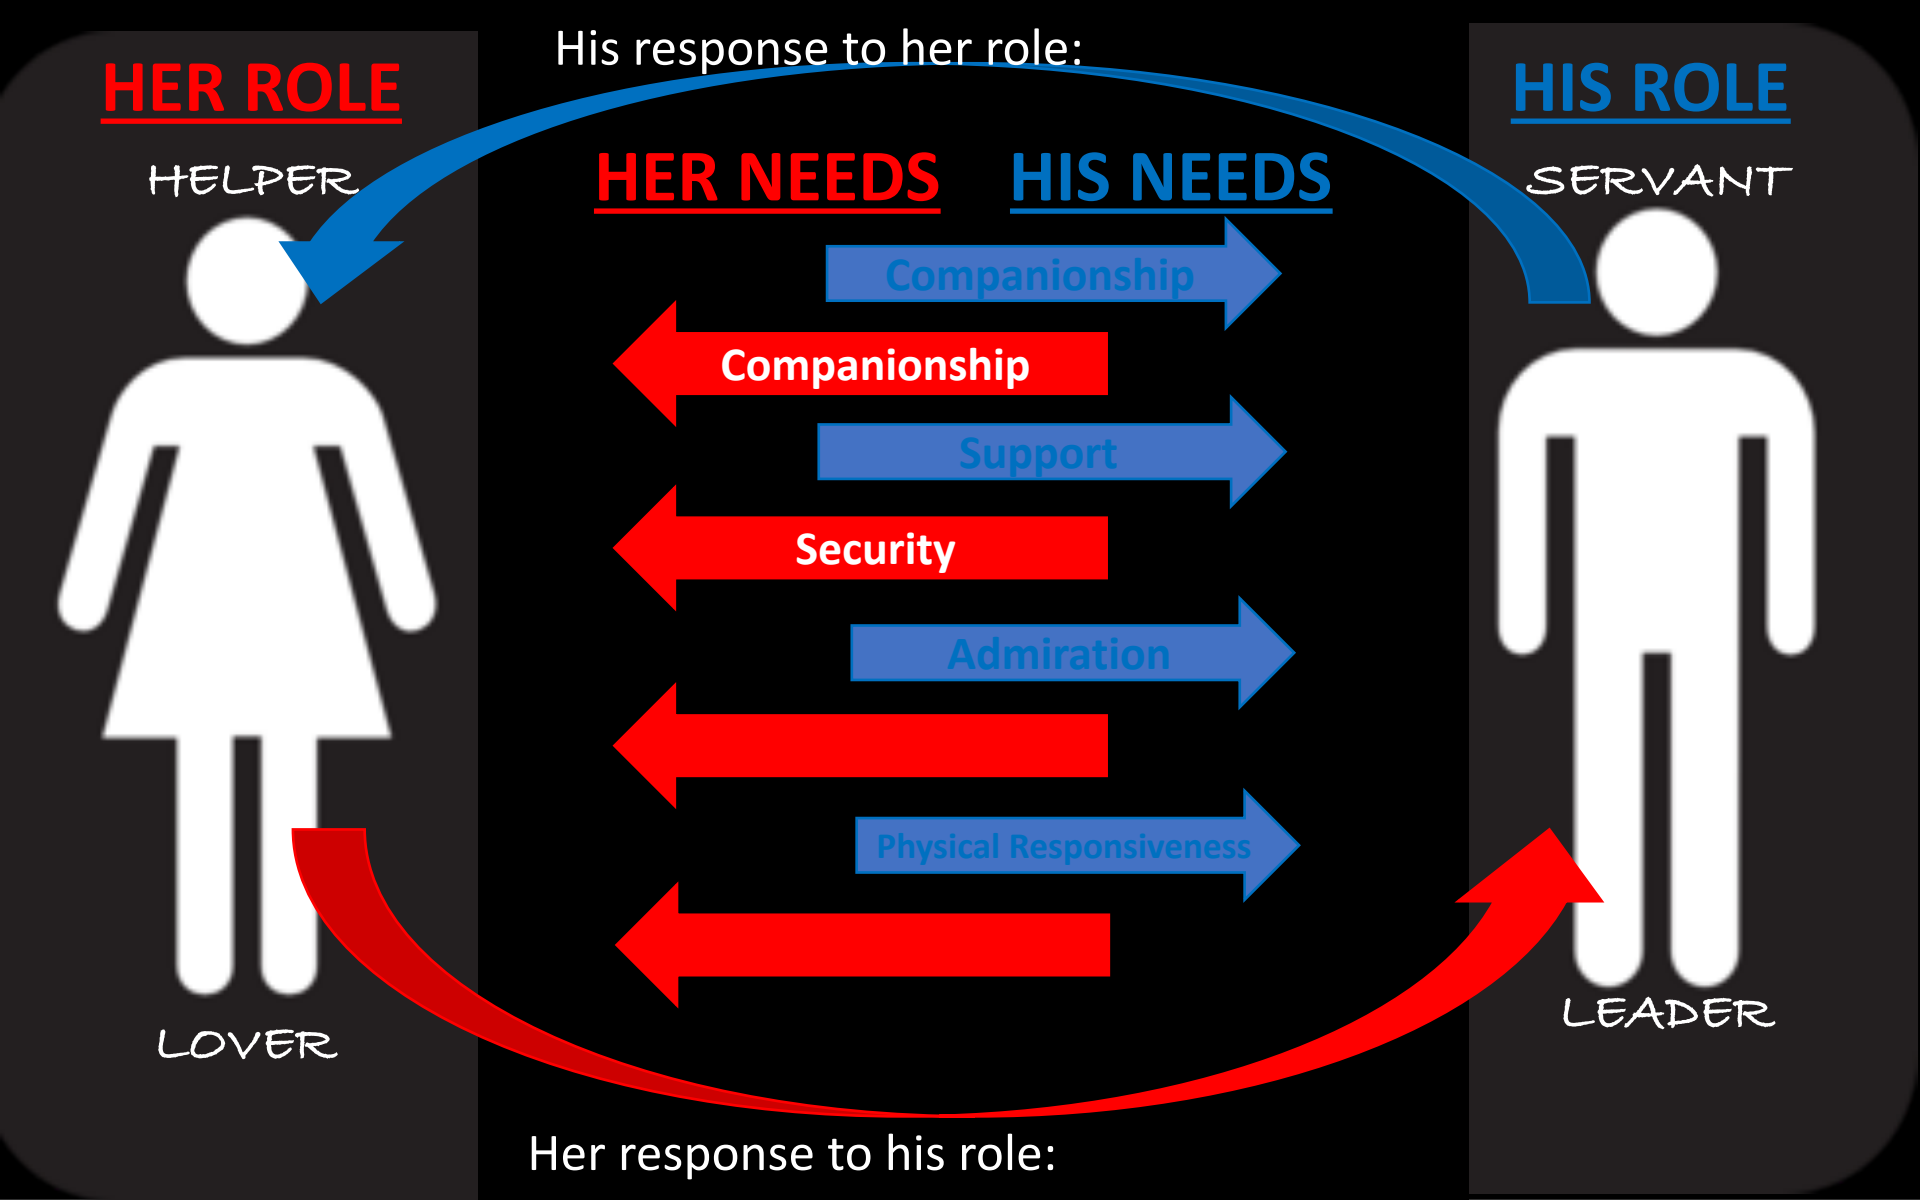 His response to her role:
HER ROLE
HIS ROLE
HELPER
SERVANT
HER NEEDS
HIS NEEDS
Companionship
Companionship
Support
Security
Admiration
Physical Responsiveness
LOVER
LEADER
Her response to his role: